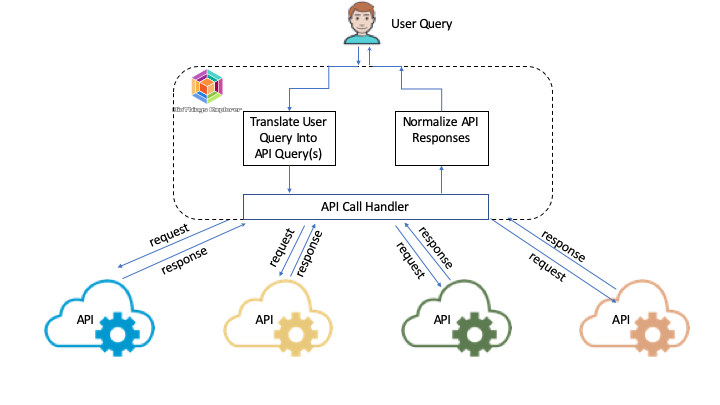 User Query
BioThings Explorer
Translate User
Query Into
API Query(s)
Normalize API
Responses
API Call Handler
request
response
request
response
request
response
request
response
API
API
API
API